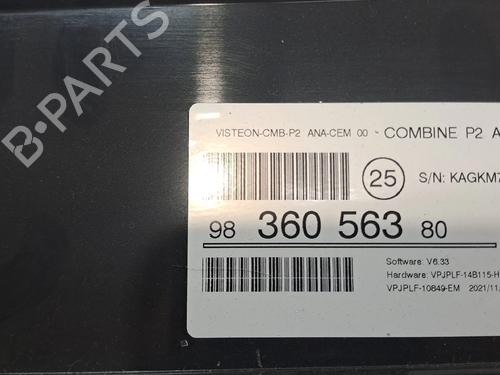 B-PARTS
VISTEON-CMB-P2 ANA-CEM 00 - COMBINE P2 A
25 S/N: KAGKM7
98 360 563 80
Software: V6.33
Hardware: VPJPLF-14B115-H
VPJPLF-10849-EM 2021/11/